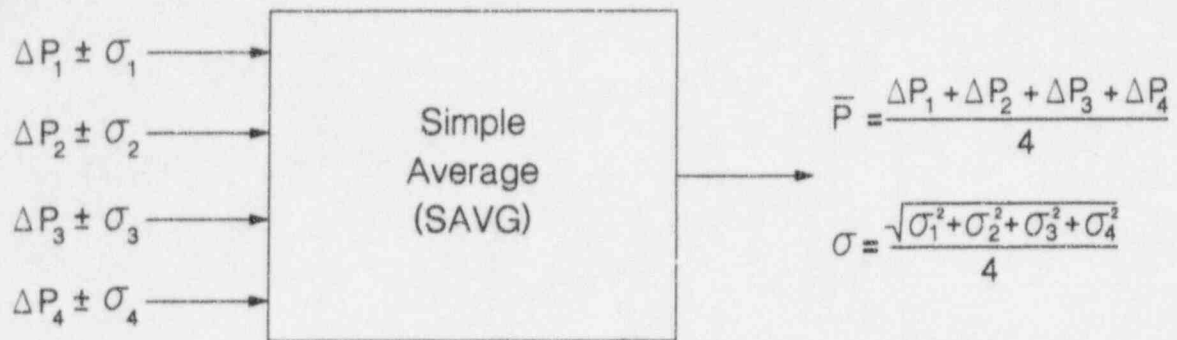 ΔP₁ ± σ₁
ΔP₂ ± σ₂
ΔP₃ ± σ₃
ΔP₄ ± σ₄
Simple
Average
(SAVG)
P̅ = (ΔP₁ + ΔP₂ + ΔP₃ + ΔP₄)/4
σ = √(σ₁² + σ₂² + σ₃² + σ₄²)/4